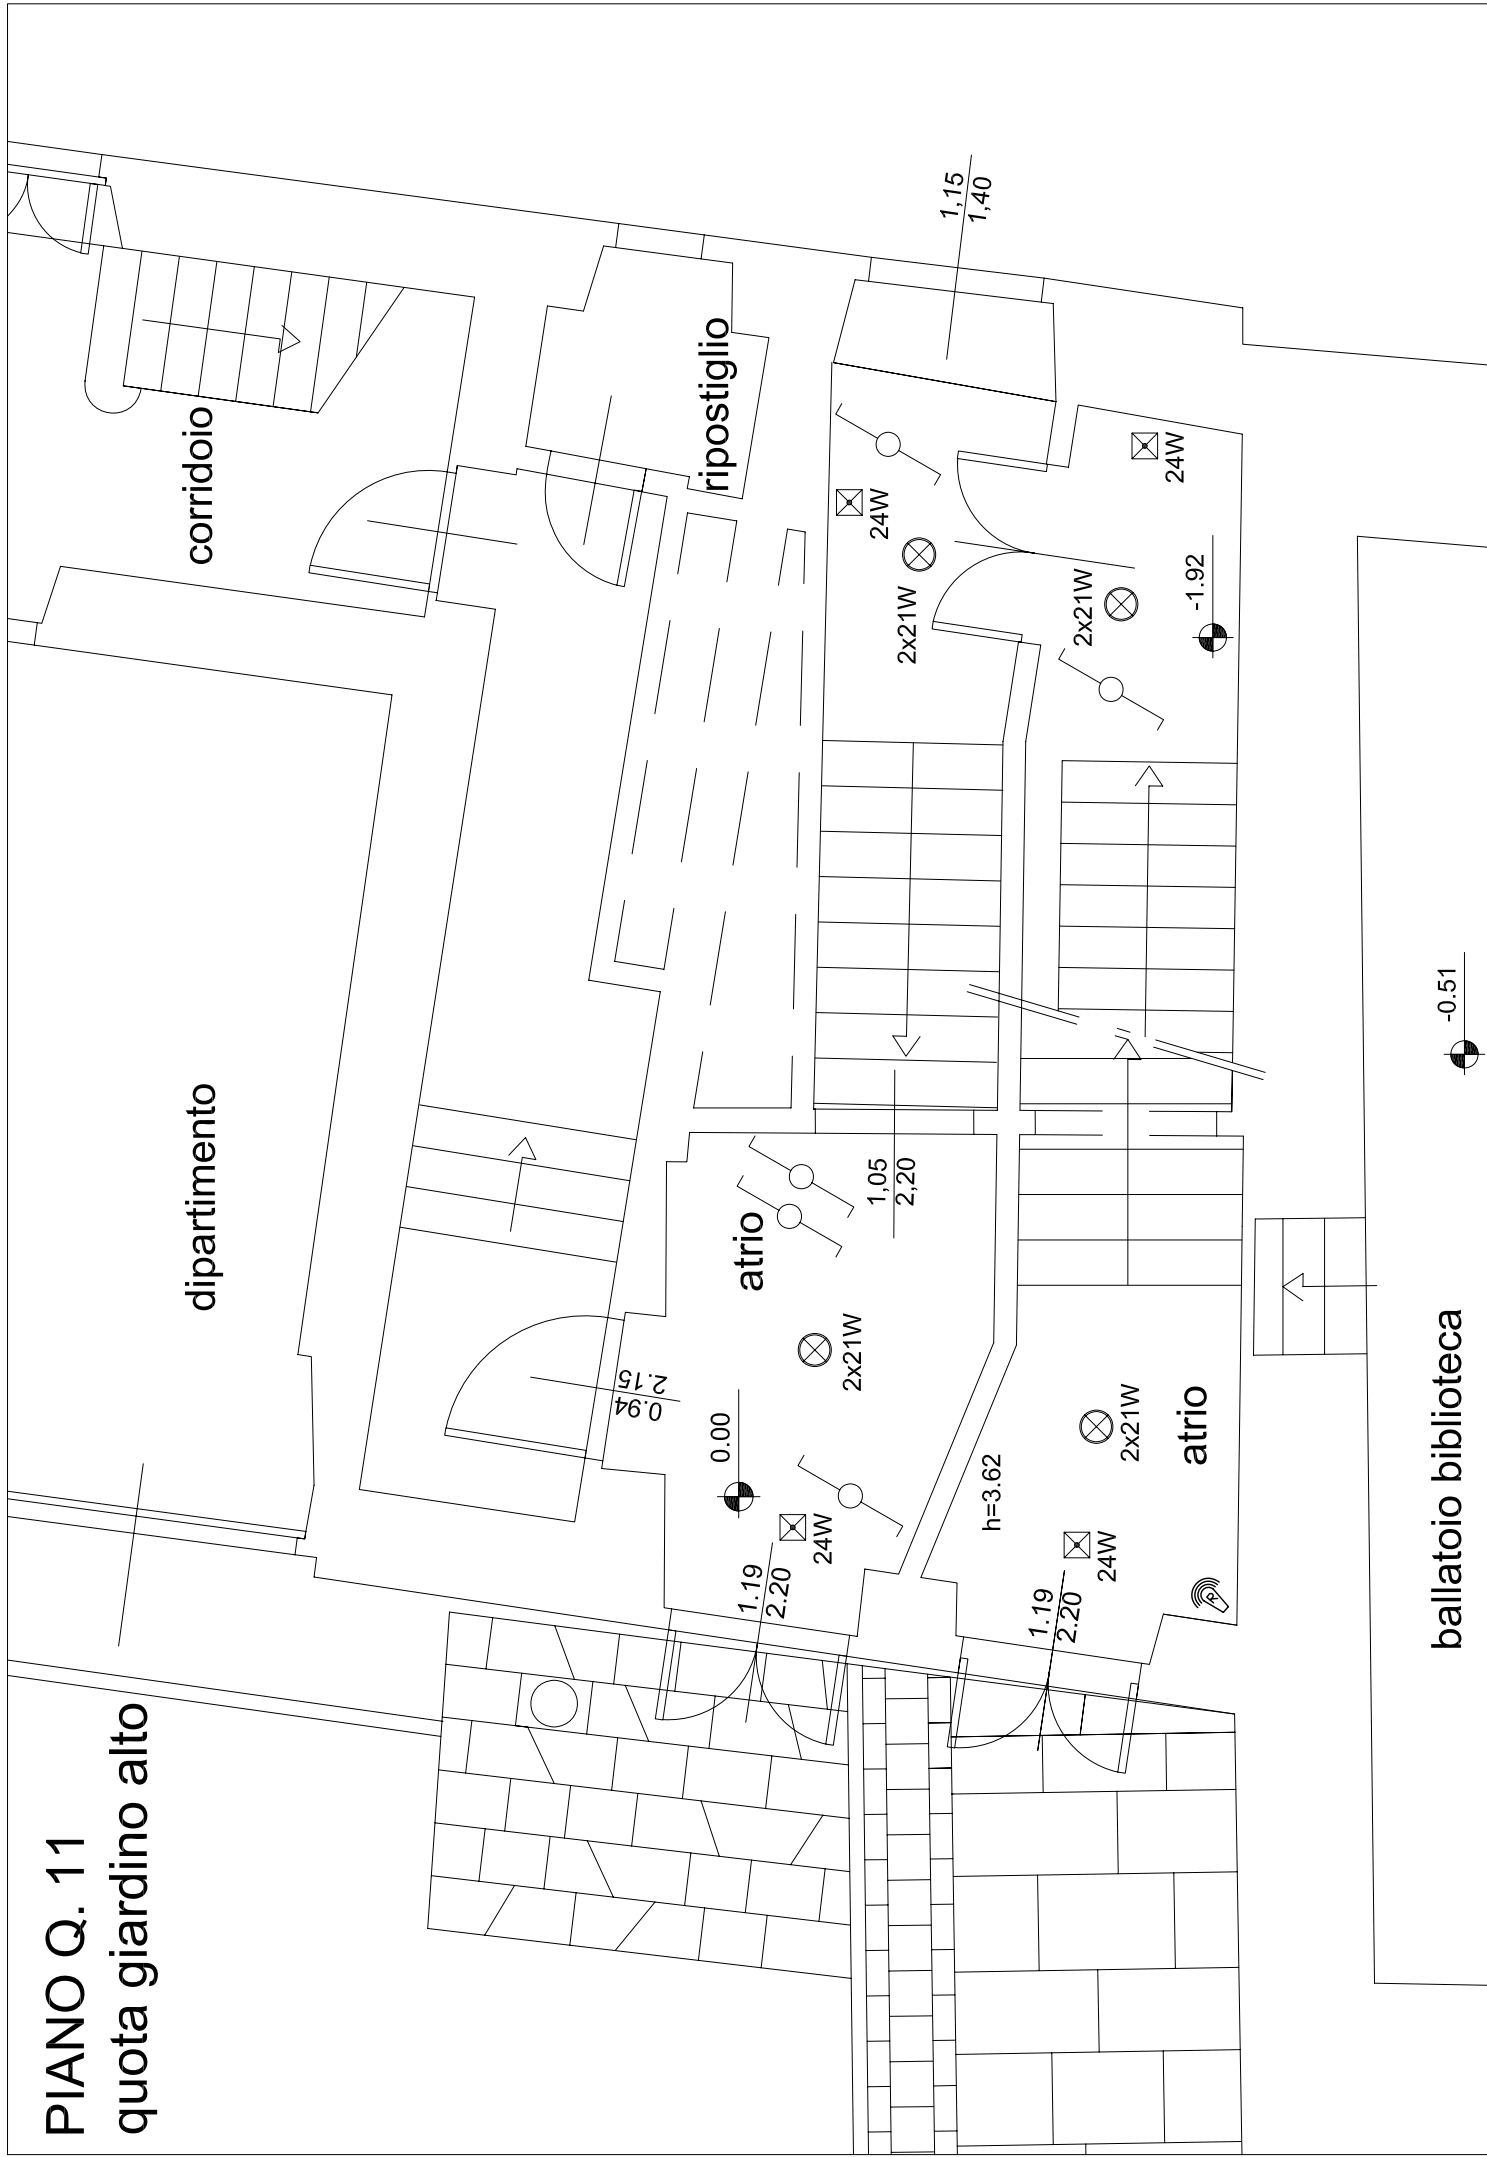 PIANO Q. 11
quota giardino alto
dipartimento
corridoio
ripostiglio
1,15
1,40
24W
2x21W
24W
2x21W
-1.92
0.94
2.15
atrio
1,05
2,20
0.00
2x21W
24W
1.19
2.20
h=3.62
2x21W
atrio
24W
1.19
2.20
R
-0.51
ballatoio biblioteca